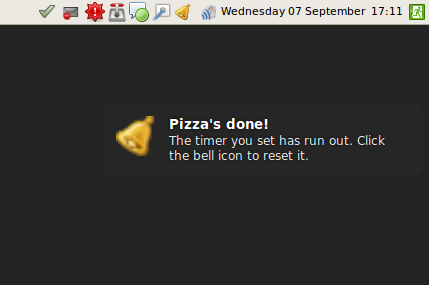 Wednesday 07 September 17:11
Pizza's done!
The timer you set has run out. Click
the bell icon to reset it.